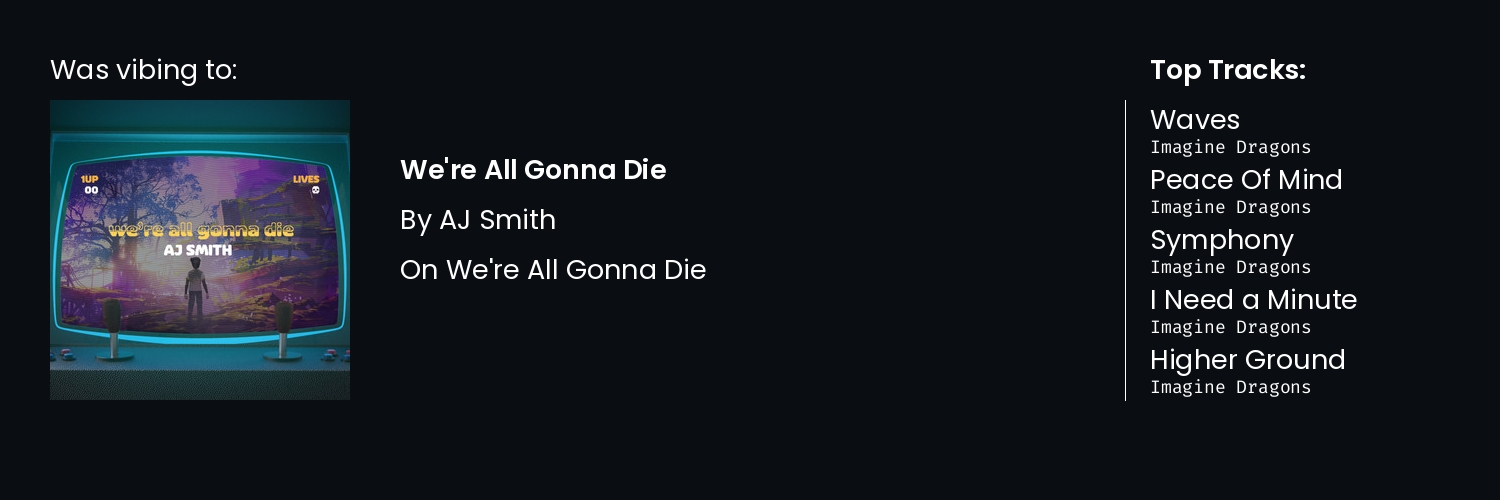 Was vibing to:
1UP
00
LIVES
we're all gonna die
AJ SMITH
We're All Gonna Die
By AJ Smith
On We're All Gonna Die
Top Tracks:
Waves
Imagine Dragons
Peace Of Mind
Imagine Dragons
Symphony
Imagine Dragons
I Need a Minute
Imagine Dragons
Higher Ground
Imagine Dragons